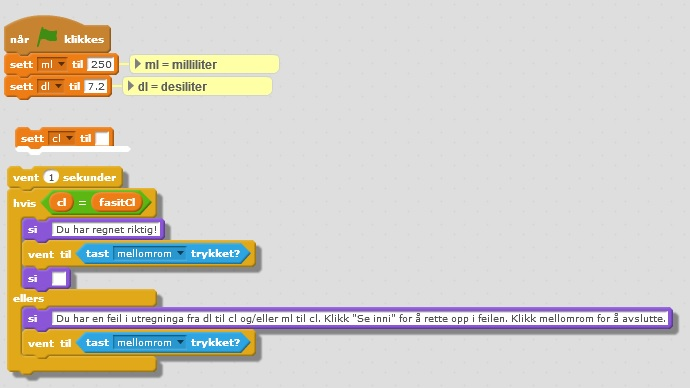 når klikkes
sett ml til 250 ml = milliliter
sett dl til 7.2 dl = desiliter
sett cl til
vent 1 sekunder
hvis cl = fasitCl
si Du har regnet riktig!
vent til tast mellomrom trykket?
si
ellers
si Du har en feil i utregninga fra dl til cl og/eller ml til cl. Klikk "Se inni" for å rette opp i feilen. Klikk mellomrom for å avslutte.
vent til tast mellomrom trykket?